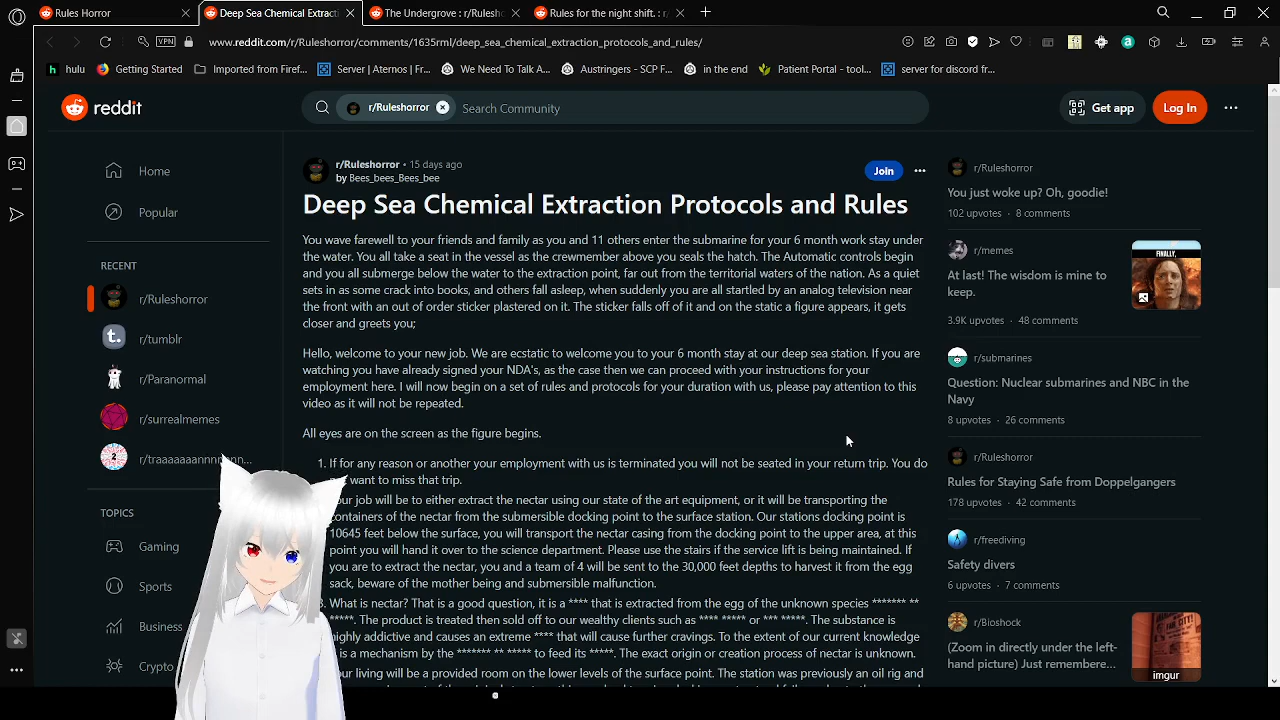 Rules Horror
Deep Sea Chemical Extracti
The Undergrove : r/Rulesho
Rules for the night shift. : r/
VPN
www.reddit.com/r/Ruleshorror/comments/1625rml/deep_sea_chemical_extraction_protocols_and_rules/
hulu
Getting Started
Imported from Firef...
Server | Aternos | Fr...
We Need To Talk A...
Austringers - SCP F...
in the end
Patient Portal - tool...
server for discord fr...
reddit
r/Ruleshorror
Search Community
Get app
Log In
Home
Popular
RECENT
r/Ruleshorror
r/tumblr
r/Paranormal
r/surrealmemes
r/traaaaaaannnnnnnn...
TOPICS
Gaming
Sports
Business
Crypto
r/Ruleshorror • 15 days ago
by Bees_bees_Bees_bee
Join
Deep Sea Chemical Extraction Protocols and Rules
You wave farewell to your friends and family as you and 11 others enter the submarine for your 6 month work stay under
the water. You all take a seat in the vessel as the crewmember above you seals the hatch. The Automatic controls begin
and you all submerge below the water to the extraction point, far out from the territorial waters of the nation. As a quiet
sets in as some crack into books and others fall asleep, when suddenly you are all startled by an analog television near
the front with an out of order sticker plastered on it. The sticker falls off of it and on the static a figure appears, it gets
closer and greets you;
Hello, welcome to your new job. We are ecstatic to welcome you to your 6 month stay at our deep sea station. If you are
watching you have already signed your NDA's, as the case then we can proceed with your instructions for your
employment here. I will now begin on a set of rules and protocols for your duration with us, please pay attention to this
video as it will not be repeated.
All eyes are on the screen as the figure begins.
1. If for any reason or another your employment with us is terminated you will not be seated in your return trip. You do
want to miss that trip.
our job will be to either extract the nectar using our state of the art equipment, or it will be transporting the
containers of the nectar from the submersible docking point to the surface station. Our stations docking point is
10645 feet below the surface, you will transport the nectar casing from the docking point to the upper area, at this
point you will hand it over to the science department. Please use the stairs if the service lift is being maintained. If
you are to extract the nectar, you and a team of 4 will be sent to the 30,000 feet depths to harvest it from the egg
sack, beware of the mother being and submersible malfunction.
What is nectar? That is a good question, it is a **** that is extracted from the egg of the unknown species ******* **
*****. The product is treated then sold off to our wealthy clients such as **** ***** or *** *****. The substance is
highly addictive and causes an extreme **** that will cause further cravings. To the extent of our current knowledge
is a mechanism by the ******* ** ***** to feed its *****. The exact origin or creation process of nectar is unknown.
our living will be a provided room on the lower levels of the surface point. The station was previously an oil rig and
r/Ruleshorror
You just woke up? Oh, goodie!
102 upvotes • 8 comments
r/memes
At last! The wisdom is mine to
keep.
3.9K upvotes • 48 comments
FINALLY,
r/submarines
Question: Nuclear submarines and NBC in the
Navy
8 upvotes • 26 comments
r/Ruleshorror
Rules for Staying Safe from Doppelgangers
178 upvotes • 42 comments
r/freediving
Safety divers
6 upvotes • 7 comments
r/Bioshock
(Zoom in directly under the left-
hand picture) Just remembere...
imgur